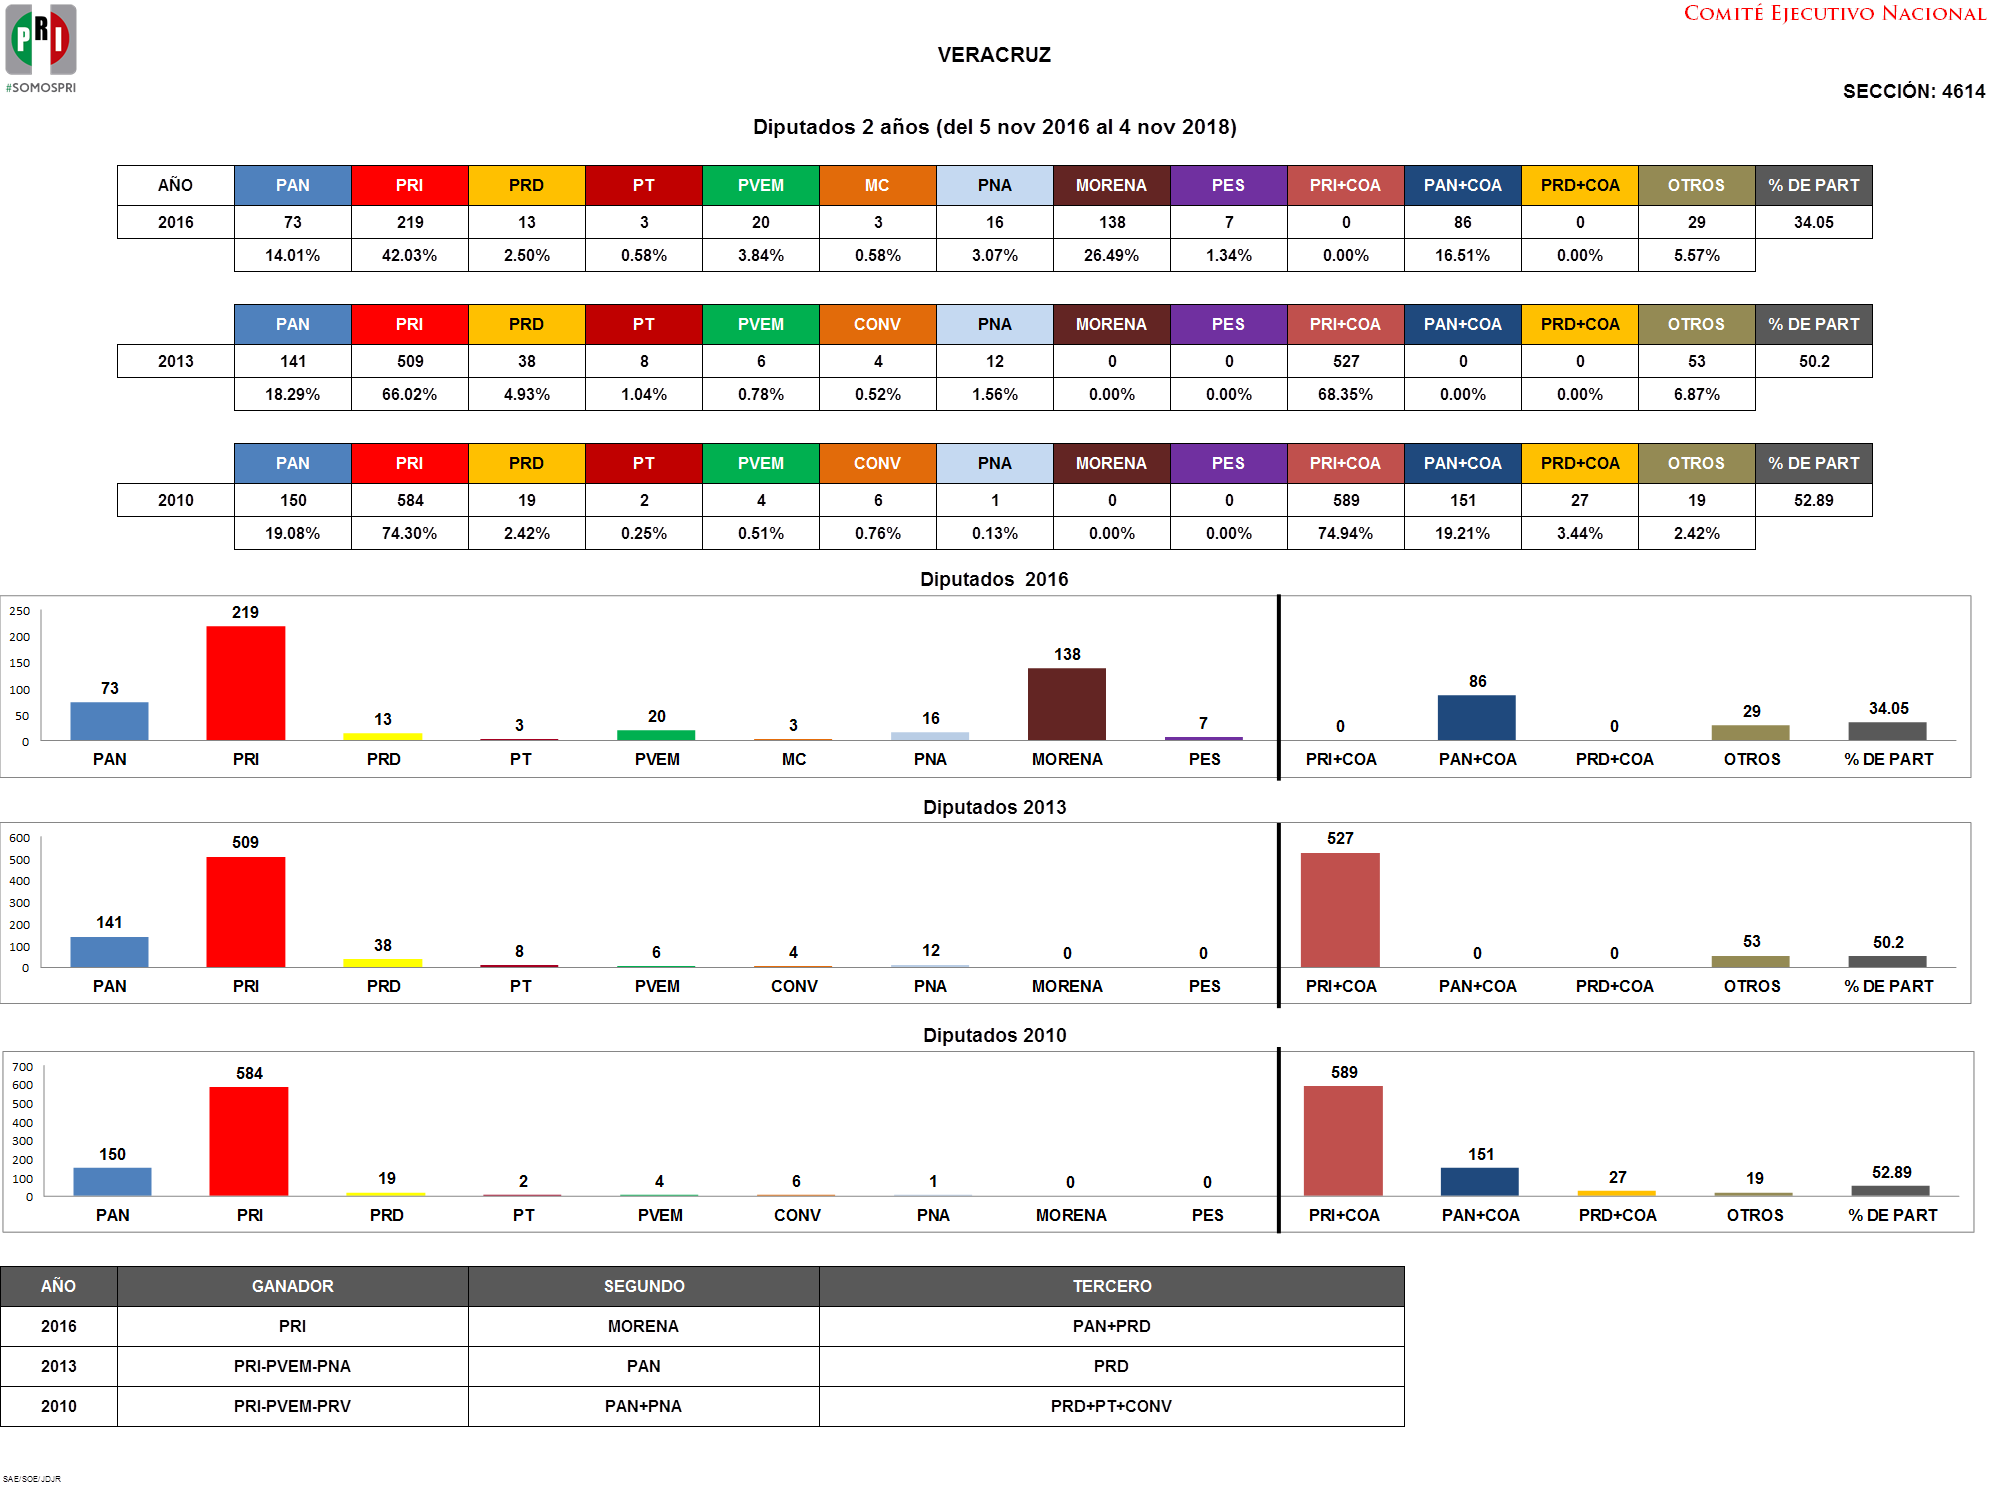 PRI
#SOMOSPRI
COMITÉ EJECUTIVO NACIONAL
VERACRUZ
SECCIÓN: 4614
Diputados 2 años (del 5 nov 2016 al 4 nov 2018)
AÑO PAN PRI PRD PT PVEM MC PNA MORENA PES PRI+COA PAN+COA PRD+COA OTROS % DE PART
2016 73 219 13 3 20 3 16 138 7 0 86 0 29 34.05
14.01% 42.03% 2.50% 0.58% 3.84% 0.58% 3.07% 26.49% 1.34% 0.00% 16.51% 0.00% 5.57%
PAN PRI PRD PT PVEM CONV PNA MORENA PES PRI+COA PAN+COA PRD+COA OTROS % DE PART
2013 141 509 38 8 6 4 12 0 0 527 0 0 53 50.2
18.29% 66.02% 4.93% 1.04% 0.78% 0.52% 1.56% 0.00% 0.00% 68.35% 0.00% 0.00% 6.87%
PAN PRI PRD PT PVEM CONV PNA MORENA PES PRI+COA PAN+COA PRD+COA OTROS % DE PART
2010 150 584 19 2 4 6 1 0 0 589 151 27 19 52.89
19.08% 74.30% 2.42% 0.25% 0.51% 0.76% 0.13% 0.00% 0.00% 74.94% 19.21% 3.44% 2.42%
Diputados 2016
250
200
150
100
50
0
73 219 13 3 20 3 16 138 7 0 86 0 29 34.05
PAN PRI PRD PT PVEM MC PNA MORENA PES PRI+COA PAN+COA PRD+COA OTROS % DE PART
Diputados 2013
600
500
400
300
200
100
0
141 509 38 8 6 4 12 0 0 527 0 0 53 50.2
PAN PRI PRD PT PVEM CONV PNA MORENA PES PRI+COA PAN+COA PRD+COA OTROS % DE PART
Diputados 2010
700
600
500
400
300
200
100
0
150 584 19 2 4 6 1 0 0 589 151 27 19 52.89
PAN PRI PRD PT PVEM CONV PNA MORENA PES PRI+COA PAN+COA PRD+COA OTROS % DE PART
AÑO GANADOR SEGUNDO TERCERO
2016 PRI MORENA PAN+PRD
2013 PRI-PVEM-PNA PAN PRD
2010 PRI-PVEM-PRV PAN+PNA PRD+PT+CONV
SAE/SOE/JDJR